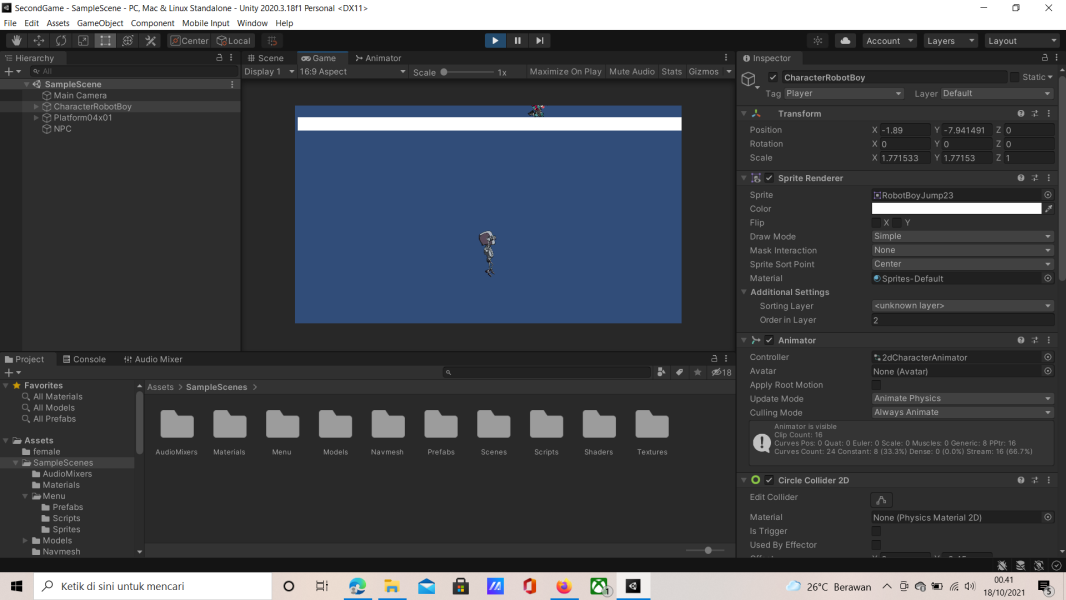 SecondGame - SampleScene - PC, Mac & Linux Standalone - Unity 2020.3.18f1 Personal <DX11>
File Edit Assets GameObject Component Mobile Input Window Help
Center Local Account Layers Layout
Hierarchy
All
SampleScene
Main Camera
CharacterRobotBoy
Platform04x01
NPC
Scene Game Animator
Display 1 16:9 Aspect Scale 1x Maximize On Play Mute Audio Stats Gizmos
Inspector
CharacterRobotBoy Static
Tag Player Layer Default
Transform
Position X -1.89 Y -7.941491 Z 0
Rotation X 0 Y 0 Z 0
Scale X 1.771533 Y 1.77153 Z 1
Sprite Renderer
Sprite RobotBoyJump23
Color
Flip X Y
Draw Mode Simple
Mask Interaction None
Sprite Sort Point Center
Material Sprites-Default
Additional Settings
Sorting Layer <unknown layer>
Order in Layer 2
Animator
Controller 2dCharacterAnimator
Avatar None (Avatar)
Apply Root Motion
Update Mode Animate Physics
Culling Mode Always Animate
Animator is visible
Clip Count: 16
Curves Pos: 0 Quat: 0 Euler: 0 Scale: 0 Muscles: 0 Generic: 8 PPtr: 16
Curves Count: 24 Constant: 8 (33.3%) Dense: 0 (0.0%) Stream: 16 (66.7%)
Circle Collider 2D
Edit Collider
Material None (Physics Material 2D)
Is Trigger
Used By Effector
Project Console Audio Mixer
18
Favorites
All Materials
All Models
All Prefabs
Assets
female
SampleScenes
AudioMixers
Materials
Menu
Prefabs
Scripts
Sprites
Models
Navmesh
Assets > SampleScenes >
AudioMixers Materials Menu Models Navmesh Prefabs Scenes Scripts Shaders Textures
Ketik di sini untuk mencari
1
26°C Berawan
00.41
18/10/2021
5